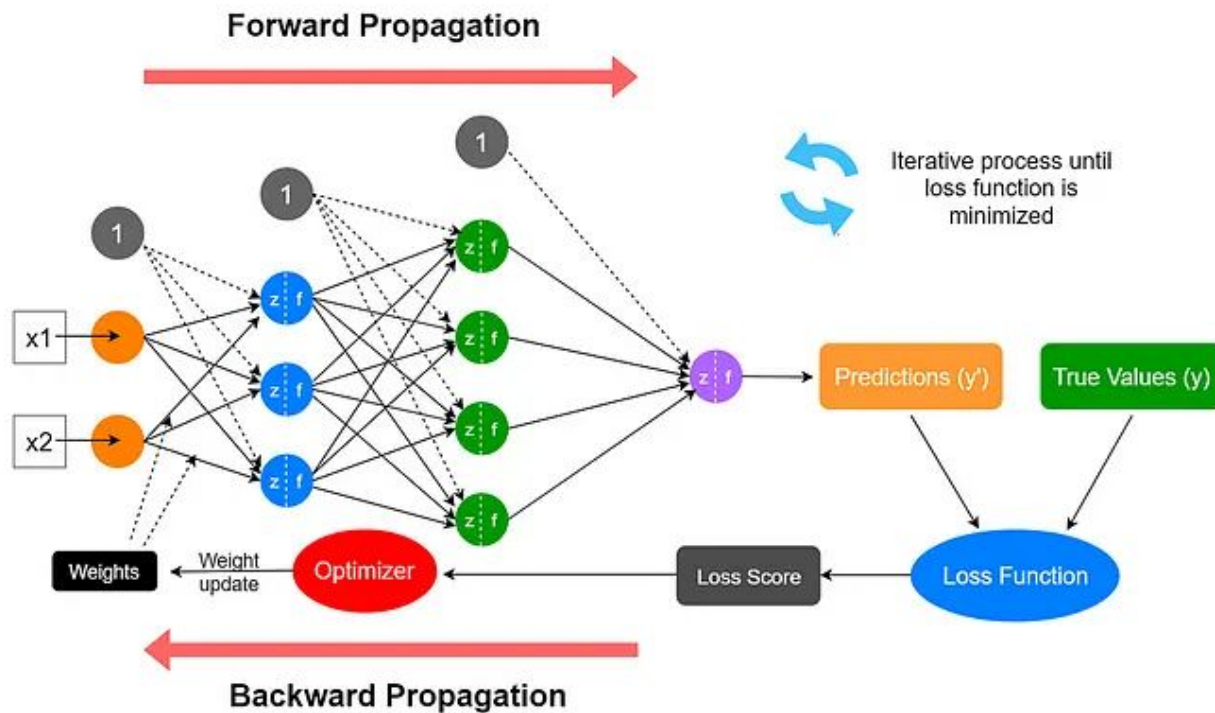 Forward Propagation
1
1
1
Iterative process until
loss function is
minimized
z f
z f
z f
z f
z f
z f
z f
z f
x1
x2
Predictions (y')
True Values (y)
Weights
Weight
update
Optimizer
Loss Score
Loss Function
Backward Propagation